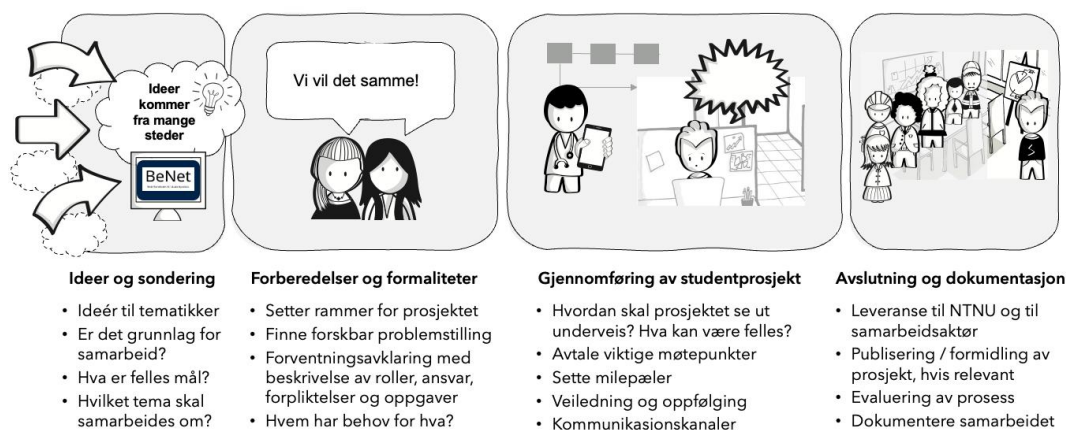 Ideer
kommer
fra mange
steder
BeNet
Vi vil det samme!
Ideer og sondering
• Ideér til tematikker
• Er det grunnlag for
samarbeid?
• Hva er felles mål?
• Hvilket tema skal
samarbeides om?
Forberedelser og formaliteter
• Setter rammer for prosjektet
• Finne forskbar problemstilling
• Forventningsavklaring med
beskrivelse av roller, ansvar,
forpliktelser og oppgaver
• Hvem har behov for hva?
Gjennomføring av studentprosjekt
• Hvordan skal prosjektet se ut
underveis? Hva kan være felles?
• Avtale viktige møtepunkter
• Sette milepæler
• Veiledning og oppfølging
• Kommunikasjonskanaler
Avslutning og dokumentasjon
• Leveranse til NTNU og til
samarbeidsaktør
• Publisering / formidling av
prosjekt, hvis relevant
• Evaluering av prosess
• Dokumentere samarbeidet